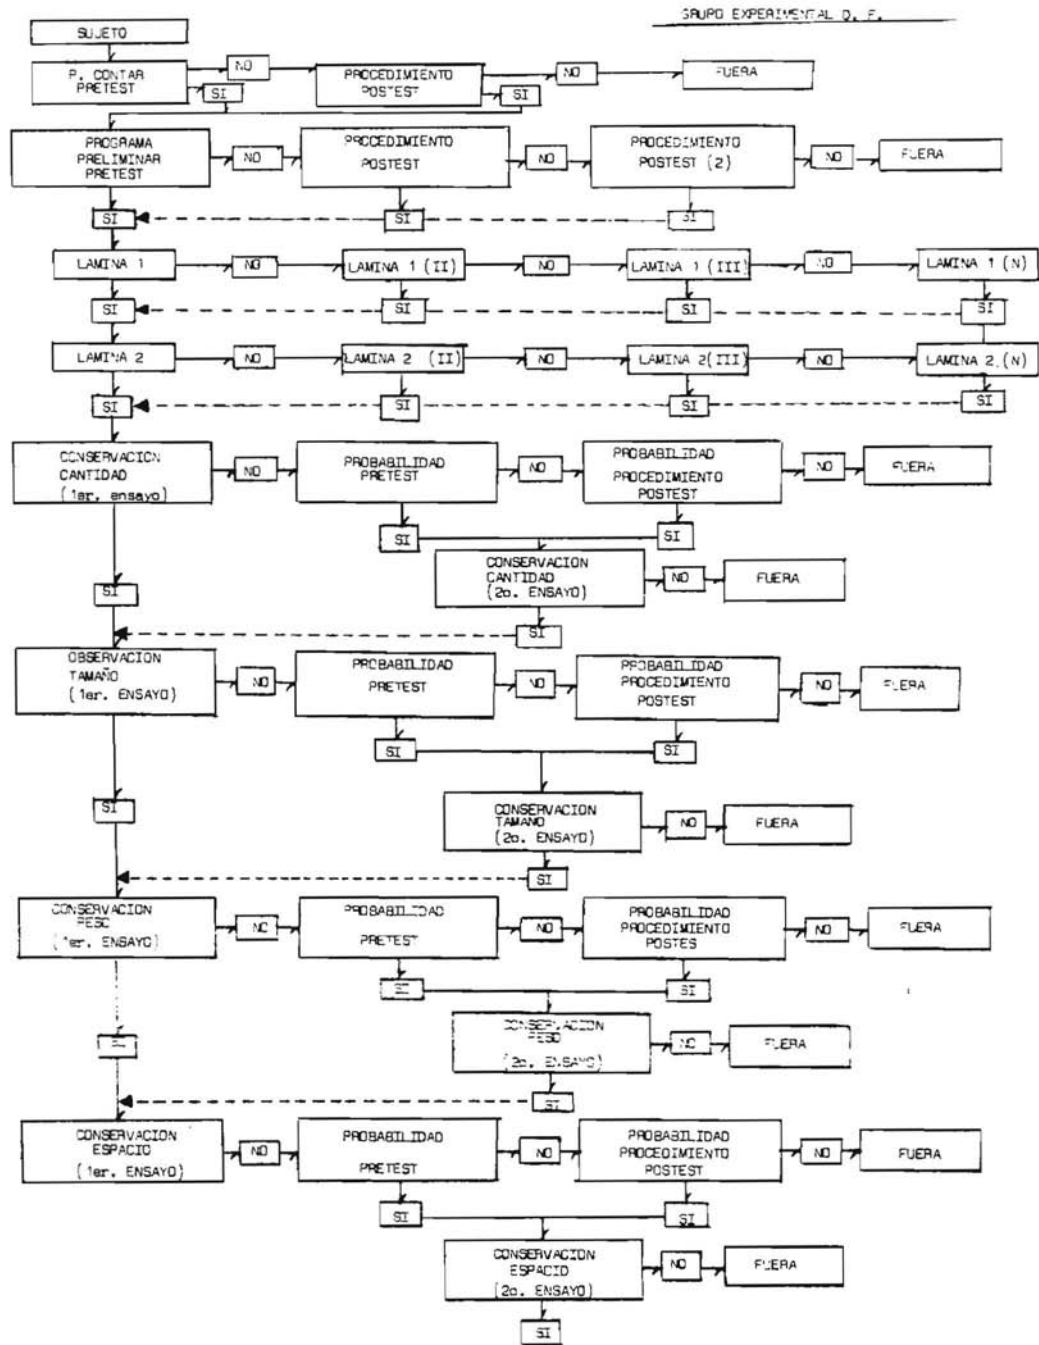 GRUPO EXPERIMENTAL D. F.
SUJETO
P. CONTAR
PRETEST
NO
SI
PROCEDIMIENTO
POSTEST
NO
SI
FUERA
PROGRAMA
PRELIMINAR
PRETEST
NO
PROCEDIMIENTO
POSTEST
NO
PROCEDIMIENTO
POSTEST (2)
NO
FUERA
SI
SI
SI
LAMINA 1
NO
LAMINA 1 (II)
NO
LAMINA 1 (III)
NO
LAMINA 1 (N)
SI
SI
SI
SI
LAMINA 2
NO
LAMINA 2 (II)
NO
LAMINA 2 (III)
NO
LAMINA 2, (N)
SI
SI
SI
SI
CONSERVACION
CANTIDAD
(1er. ensayo)
NO
PROBABILIDAD
PRETEST
NO
PROBABILIDAD
PROCEDIMIENTO
POSTEST
NO
FUERA
SI
SI
CONSERVACION
CANTIDAD
(2o. ENSAYO)
NO
FUERA
SI
SI
OBSERVACION
TAMAÑO
(1er. ENSAYO)
NO
PROBABILIDAD
PRETEST
NO
PROBABILIDAD
PROCEDIMIENTO
POSTEST
NO
FUERA
SI
SI
SI
CONSERVACION
TAMAÑO
(2o. ENSAYO)
NO
FUERA
SI
CONSERVACION
PESO
(1er. ENSAYO)
NO
PROBABILIDAD
PRETEST
NO
PROBABILIDAD
PROCEDIMIENTO
POSTES
NO
FUERA
SI
SI
CONSERVACION
PESO
(2o. ENSAYO)
NO
FUERA
SI
CONSERVACION
ESPACIO
(1er. ENSAYO)
NO
PROBABILIDAD
PRETEST
NO
PROBABILIDAD
PROCEDIMIENTO
POSTEST
NO
FUERA
SI
SI
CONSERVACION
ESPACIO
(2o. ENSAYO)
NO
FUERA
SI